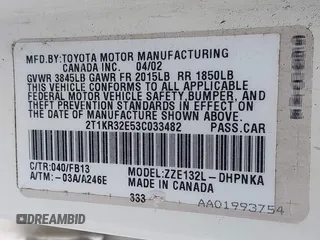 MFD.BY:TOYOTA MOTOR MANUFACTURING
CANADA INC. 04/02
GVWR 3845LB GAWR FR 2015LB RR 1850LB
THIS VEHICLE CONFORMS TO ALL APPLICABLE
FEDERAL MOTOR VEHICLE SAFETY,
BUMPER, AND THEFT PREVENTION
STANDARDS IN EFFECT ON THE DATE
OF MANUFACTURE SHOWN ABOVE.
2T1KR32E53C033482 PASS.CAR
C/TR:040/FB13 MODEL:ZZE132L-DHPNKA
A/TM:-03A/A246E MADE IN CANADA
333
AA01993754
DREAMBID